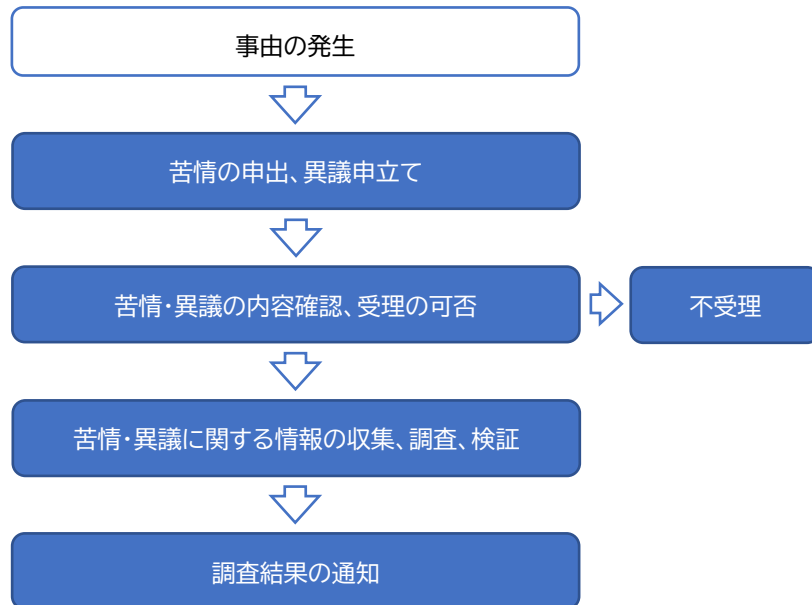 事由の発生
苦情の申出、異議申立て
苦情・異議の内容確認、受理の可否
不受理
苦情・異議に関する情報の収集、調査、検証
調査結果の通知